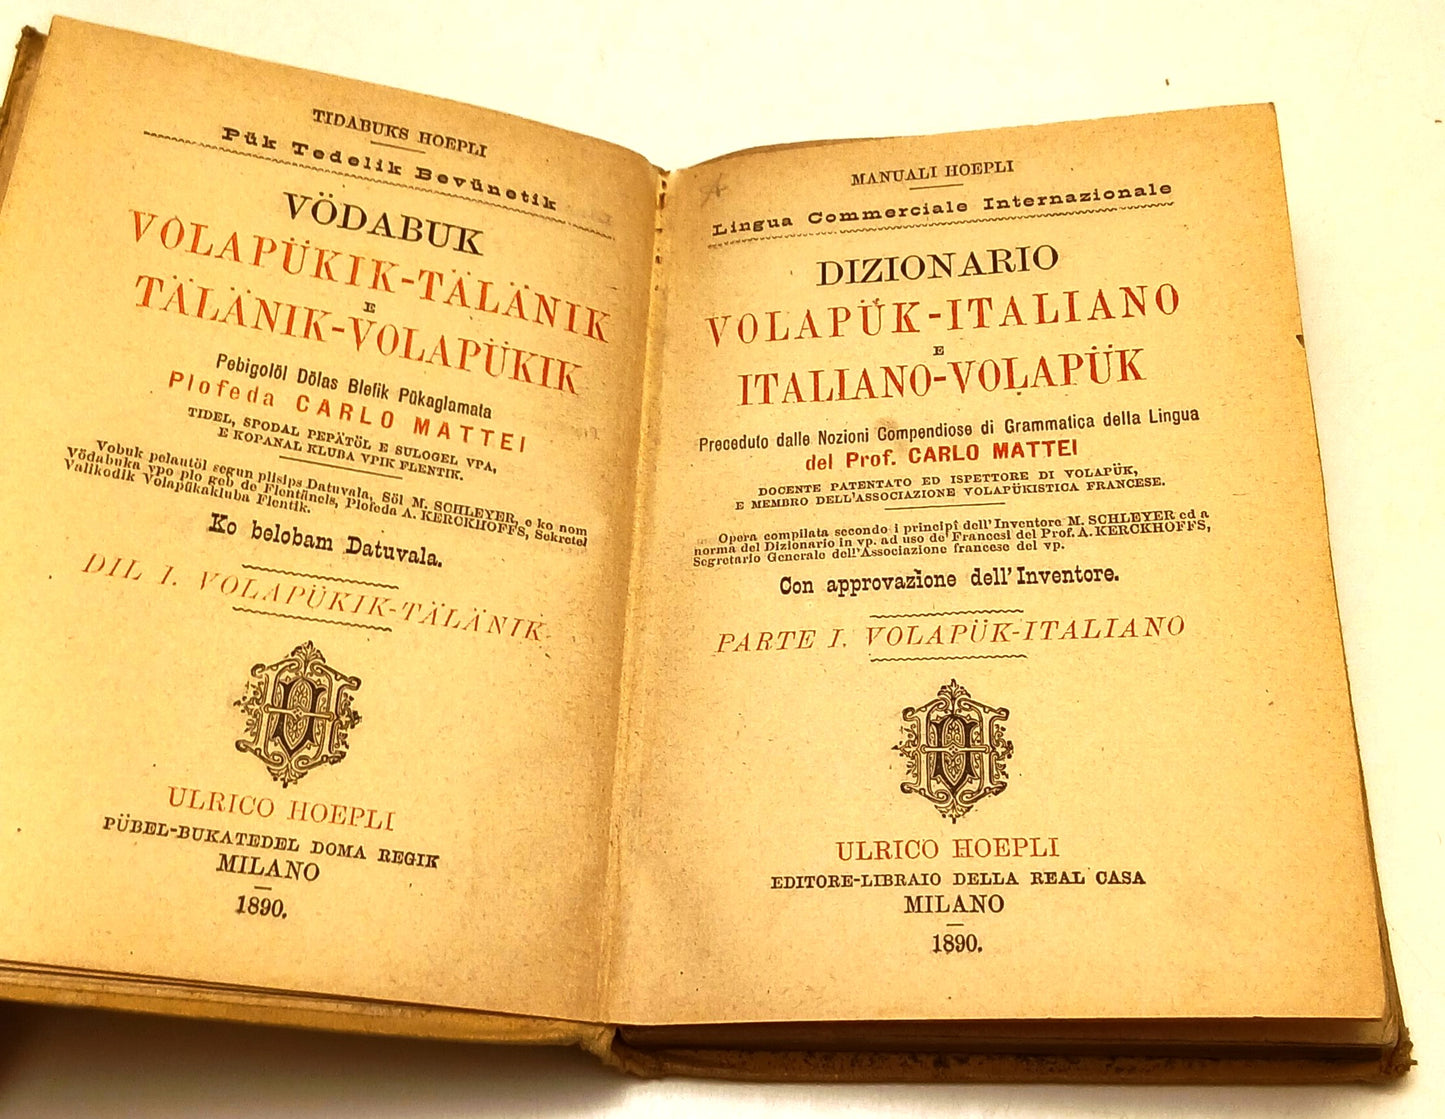 TIDABUKS HOEPLI
Pük Tedelik Bevünetik
VÖDABUK
VOLAPÜKIK-TÄLÄNIK
E
TÄLÄNIK-VOLAPÜKIK
Pebigolöl Dölas Blefik Pükaglamata
Plofeda CARLO MATTEI
TIDEL, SPODAL PEPÄTÖL E SULOGEL VPA,
E KOPANAL KLUBA VPIK FLENTIK.
Vobuk pelautöl segun plisips Datuvala, Söl M. SCHLEYER, e ko nom
Vödabuka vpo plo geb de Flentänels, Plofeda A. KERCKHOFFS, Sekretel
Valikodik Volapükakluba Flentik.
Ko belobam Datuvala.
DIL I. VOLAPÜKIK-TÄLÄNIK
ULRICO HOEPLI
PÜBEL-BUKATEDEL DOMA REGIK
MILANO
1890.
MANUALI HOEPLI
Lingua Commerciale Internazionale
DIZIONARIO
VOLAPÜK-ITALIANO
E
ITALIANO-VOLAPÜK
Preceduto dalle Nozioni Compendiose di Grammatica della Lingua
del Prof. CARLO MATTEI
DOCENTE PATENTATO ED ISPETTORE DI VOLAPÜK,
E MEMBRO DELL'ASSOCIAZIONE VOLAPÜKISTICA FRANCESE.
Opera compilata secondo i principî dell'Inventore M. SCHLEYER ed a
norma del Dizionario in vp. ad uso de' Francesi del Prof. A. KERCKHOFFS,
Segretario Generale dell'Associazione francese del vp.
Con approvazione dell'Inventore.
PARTE I. VOLAPÜK-ITALIANO
ULRICO HOEPLI
EDITORE-LIBRAIO DELLA REAL CASA
MILANO
1890.